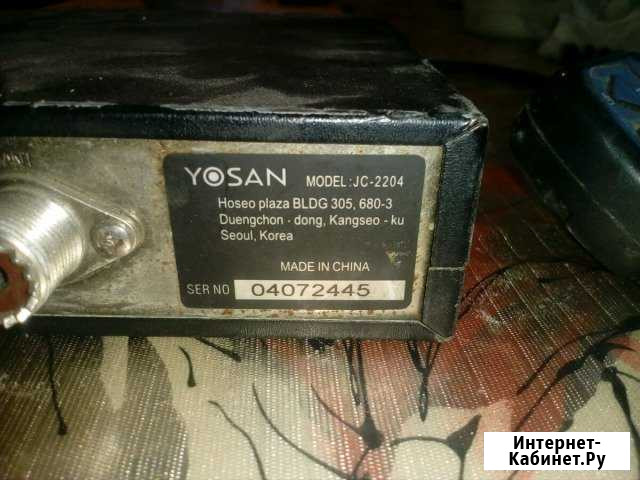 YOSAN MODEL:JC-2204
Hoseo plaza BLDG 305, 680-3
Duengchon - dong, Kangseo - ku
Seoul, Korea
MADE IN CHINA
SER NO 04072445
Интернет-
Кабинет.Ру